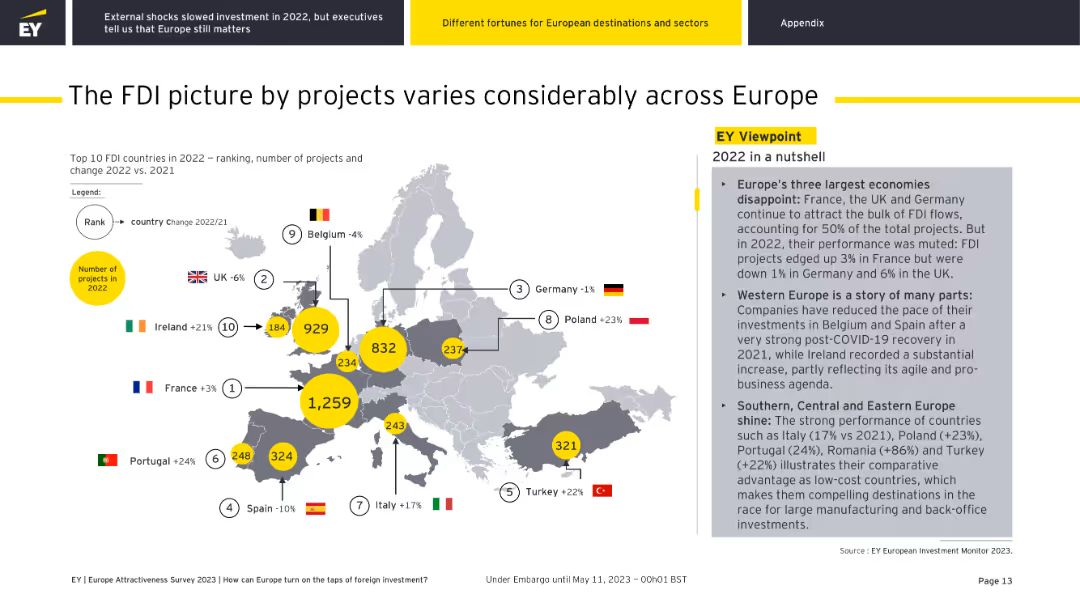 EY
External shocks slowed investment in 2022, but executives
tell us that Europe still matters
Different fortunes for European destinations and sectors
Appendix
The FDI picture by projects varies considerably across Europe
Top 10 FDI countries in 2022 – ranking, number of projects and
change 2022 vs. 2021
Legend:
Rank
country change 2022/21
Number of
projects in
2022
9 Belgium -4%
UK -6% 2
3 Germany -1%
Ireland +21% 10
184
929
832
8 Poland +23%
237
234
France +3% 1
1,259
243
Portugal +24% 6
248
324
321
4 Spain -10%
7 Italy +17%
5 Turkey +22%
EY Viewpoint
2022 in a nutshell
‣ Europe's three largest economies
disappoint: France, the UK and Germany
continue to attract the bulk of FDI flows,
accounting for 50% of the total projects. But
in 2022, their performance was muted: FDI
projects edged up 3% in France but were
down 1% in Germany and 6% in the UK.
‣ Western Europe is a story of many parts:
Companies have reduced the pace of their
investments in Belgium and Spain after a
very strong post-COVID-19 recovery in
2021, while Ireland recorded a substantial
increase, partly reflecting its agile and pro-
business agenda.
‣ Southern, Central and Eastern Europe
shine: The strong performance of countries
such as Italy (17% vs 2021), Poland (+23%),
Portugal (24%), Romania (+86%) and Turkey
(+22%) illustrates their comparative
advantage as low-cost countries, which
makes them compelling destinations in the
race for large manufacturing and back-office
investments.
Source : EY European Investment Monitor 2023.
EY | Europe Attractiveness Survey 2023 | How can Europe turn on the taps of foreign investment?
Under Embargo until May 11, 2023 – 00h01 BST
Page 13